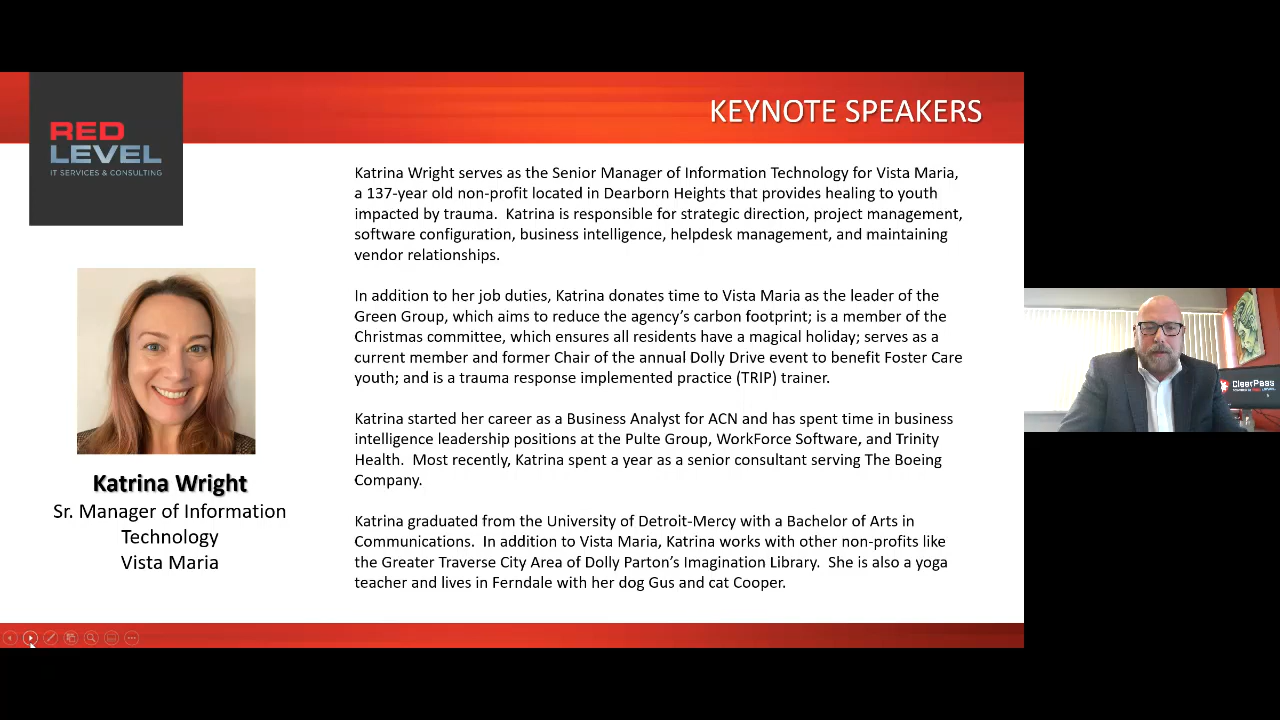 KEYNOTE SPEAKERS
RED
LEVEL
IT SERVICES & CONSULTING
Katrina Wright serves as the Senior Manager of Information Technology for Vista Maria,
a 137-year old non-profit located in Dearborn Heights that provides healing to youth
impacted by trauma.  Katrina is responsible for strategic direction, project management,
software configuration, business intelligence, helpdesk management, and maintaining
vendor relationships.
In addition to her job duties, Katrina donates time to Vista Maria as the leader of the
Green Group, which aims to reduce the agency’s carbon footprint; is a member of the
Christmas committee, which ensures all residents have a magical holiday; serves as a
current member and former Chair of the annual Dolly Drive event to benefit Foster Care
youth; and is a trauma response implemented practice (TRIP) trainer.
Katrina started her career as a Business Analyst for ACN and has spent time in business
intelligence leadership positions at the Pulte Group, WorkForce Software, and Trinity
Health.  Most recently, Katrina spent a year as a senior consultant serving The Boeing
Company.
Katrina graduated from the University of Detroit-Mercy with a Bachelor of Arts in
Communications.  In addition to Vista Maria, Katrina works with other non-profits like
the Greater Traverse City Area of Dolly Parton’s Imagination Library.  She is also a yoga
teacher and lives in Ferndale with her dog Gus and cat Cooper.
Katrina Wright
Sr. Manager of Information
Technology
Vista Maria
ClearPass